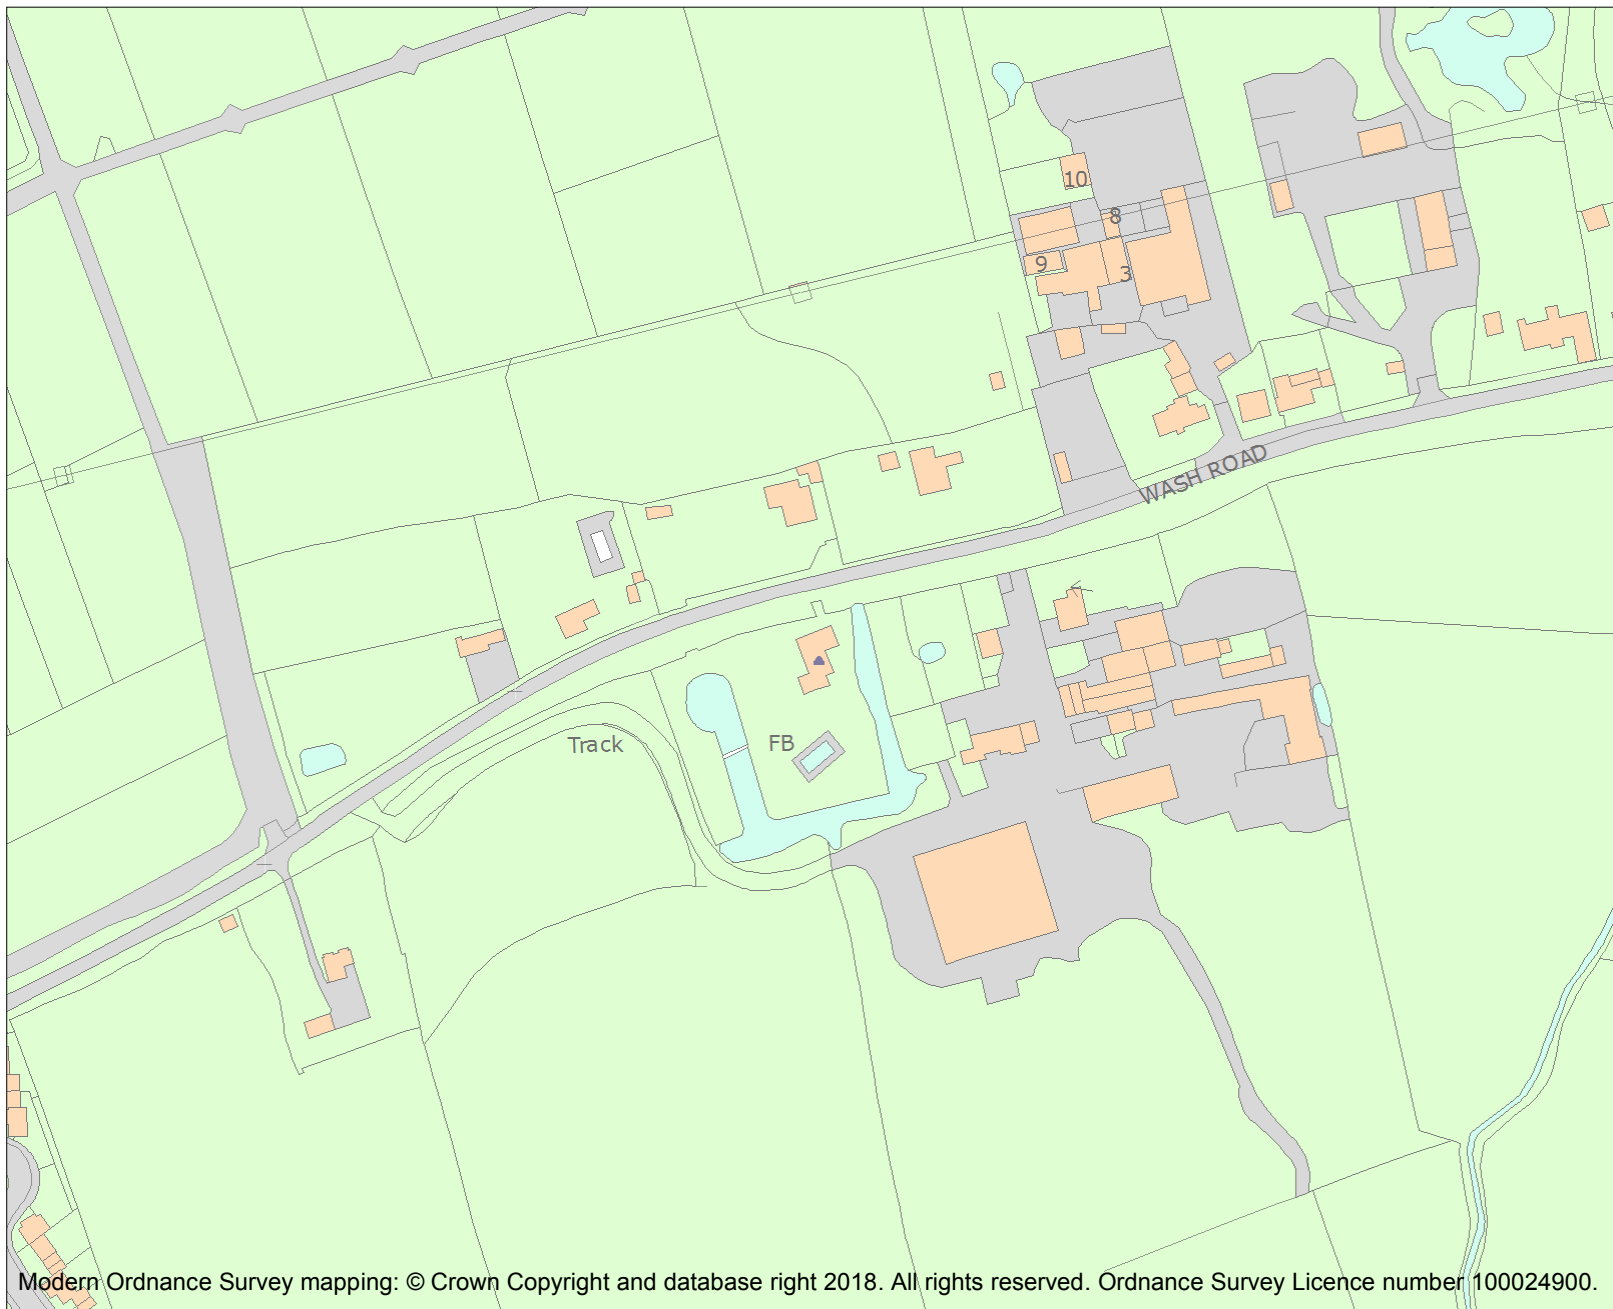 10
8
9
3
WASH ROAD
Track
FB
Modern Ordnance Survey mapping: © Crown Copyright and database right 2018. All rights reserved. Ordnance Survey Licence number 100024900.